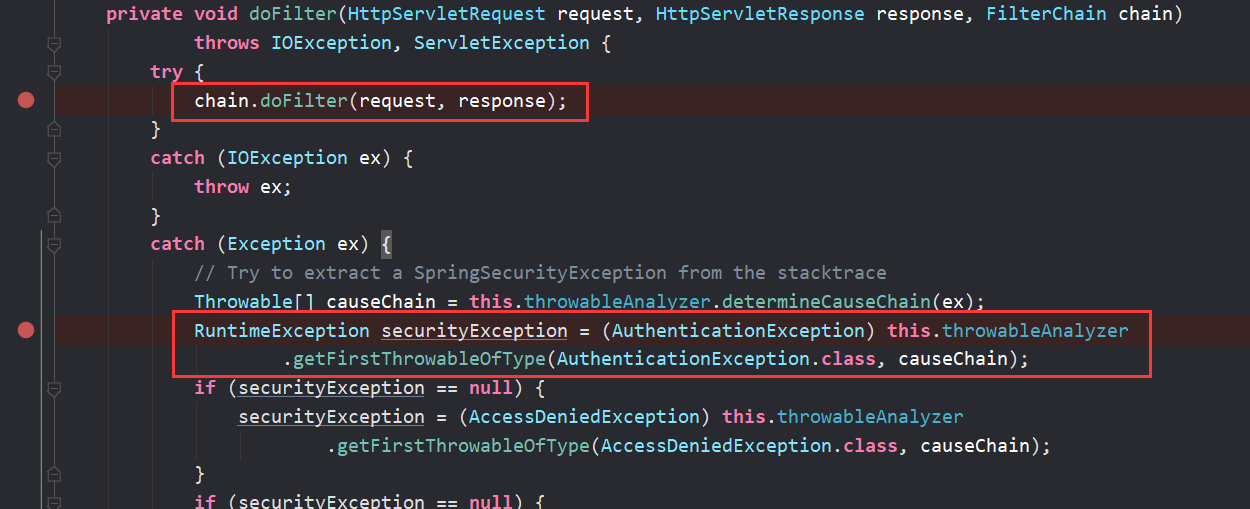 private void doFilter(HttpServletRequest request, HttpServletResponse response, FilterChain chain)
throws IOException, ServletException {
try {
chain.doFilter(request, response);
}
catch (IOException ex) {
throw ex;
}
catch (Exception ex) {
// Try to extract a SpringSecurityException from the stacktrace
Throwable[] causeChain = this.throwableAnalyzer.determineCauseChain(ex);
RuntimeException securityException = (AuthenticationException) this.throwableAnalyzer
.getFirstThrowableOfType(AuthenticationException.class, causeChain);
if (securityException == null) {
securityException = (AccessDeniedException) this.throwableAnalyzer
.getFirstThrowableOfType(AccessDeniedException.class, causeChain);
}
if (securityException == null) {